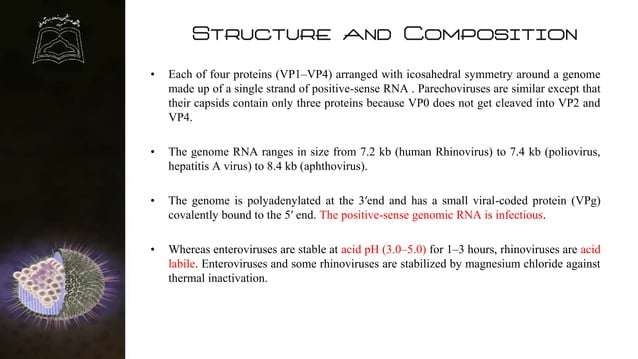 Structure and Composition
• Each of four proteins (VP1–VP4) arranged with icosahedral symmetry around a genome
made up of a single strand of positive-sense RNA . Parechoviruses are similar except that
their capsids contain only three proteins because VP0 does not get cleaved into VP2 and
VP4.
• The genome RNA ranges in size from 7.2 kb (human Rhinovirus) to 7.4 kb (poliovirus,
hepatitis A virus) to 8.4 kb (aphthovirus).
• The genome is polyadenylated at the 3′end and has a small viral-coded protein (VPg)
covalently bound to the 5′ end. The positive-sense genomic RNA is infectious.
• Whereas enteroviruses are stable at acid pH (3.0–5.0) for 1–3 hours, rhinoviruses are acid
labile. Enteroviruses and some rhinoviruses are stabilized by magnesium chloride against
thermal inactivation.